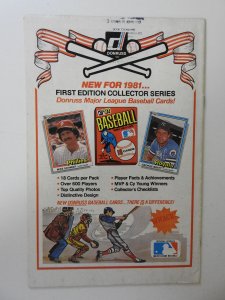 DONRUSS
NEW FOR 1981...
FIRST EDITION COLLECTOR SERIES
Donruss Major League Baseball Cards!
Phillies
BASEBALL
Royals
• 18 Cards per Pack
• Over 600 Players
• Top Quality Photos
• Distinctive Design
• Player Facts & Achievements
• MVP & Cy Young Winners
• Collector's Checklists
NEW DONRUSS BASEBALL CARDS... THERE IS A DIFFERENCE!